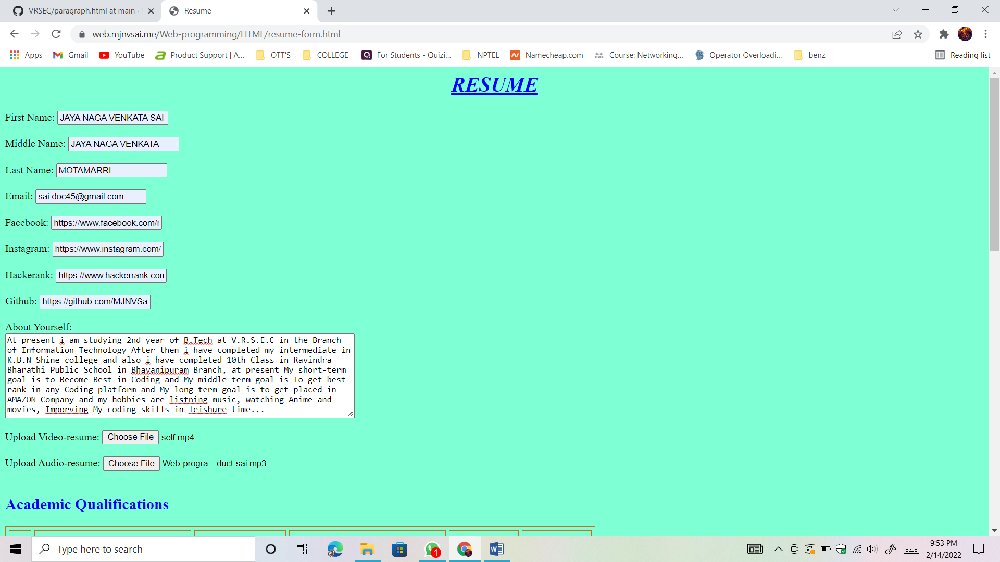 VRSEC/paragraph.html at main ·
Resume
web.mjnvsai.me/Web-programming/HTML/resume-form.html
Apps Gmail YouTube Product Support | A... OTT'S COLLEGE For Students - Quizi... NPTEL Namecheap.com Course: Networking... Operator Overloadi... benz Reading list
RESUME
First Name: JAYA NAGA VENKATA SAI
Middle Name: JAYA NAGA VENKATA
Last Name: MOTAMARRI
Email: sai.doc45@gmail.com
Facebook: https://www.facebook.com/r
Instagram: https://www.instagram.com/
Hackerank: https://www.hackerrank.com
Github: https://github.com/MJNVSa
About Yourself:
At present i am studying 2nd year of B.Tech at V.R.S.E.C in the Branch
of Information Technology After then i have completed my intermediate in
K.B.N Shine college and also i have completed 10th Class in Ravindra
Bharathi Public School in Bhavanipuram Branch, at present My short-term
goal is to Become Best in Coding and My middle-term goal is To get best
rank in any Coding platform and My long-term goal is to get placed in
AMAZON Company and my hobbies are listning music, watching Anime and
movies, Imporving My coding skills in leishure time...
Upload Video-resume: Choose File self.mp4
Upload Audio-resume: Choose File Web-progra…duct-sai.mp3
Academic Qualifications
Type here to search
1
9:53 PM
2/14/2022